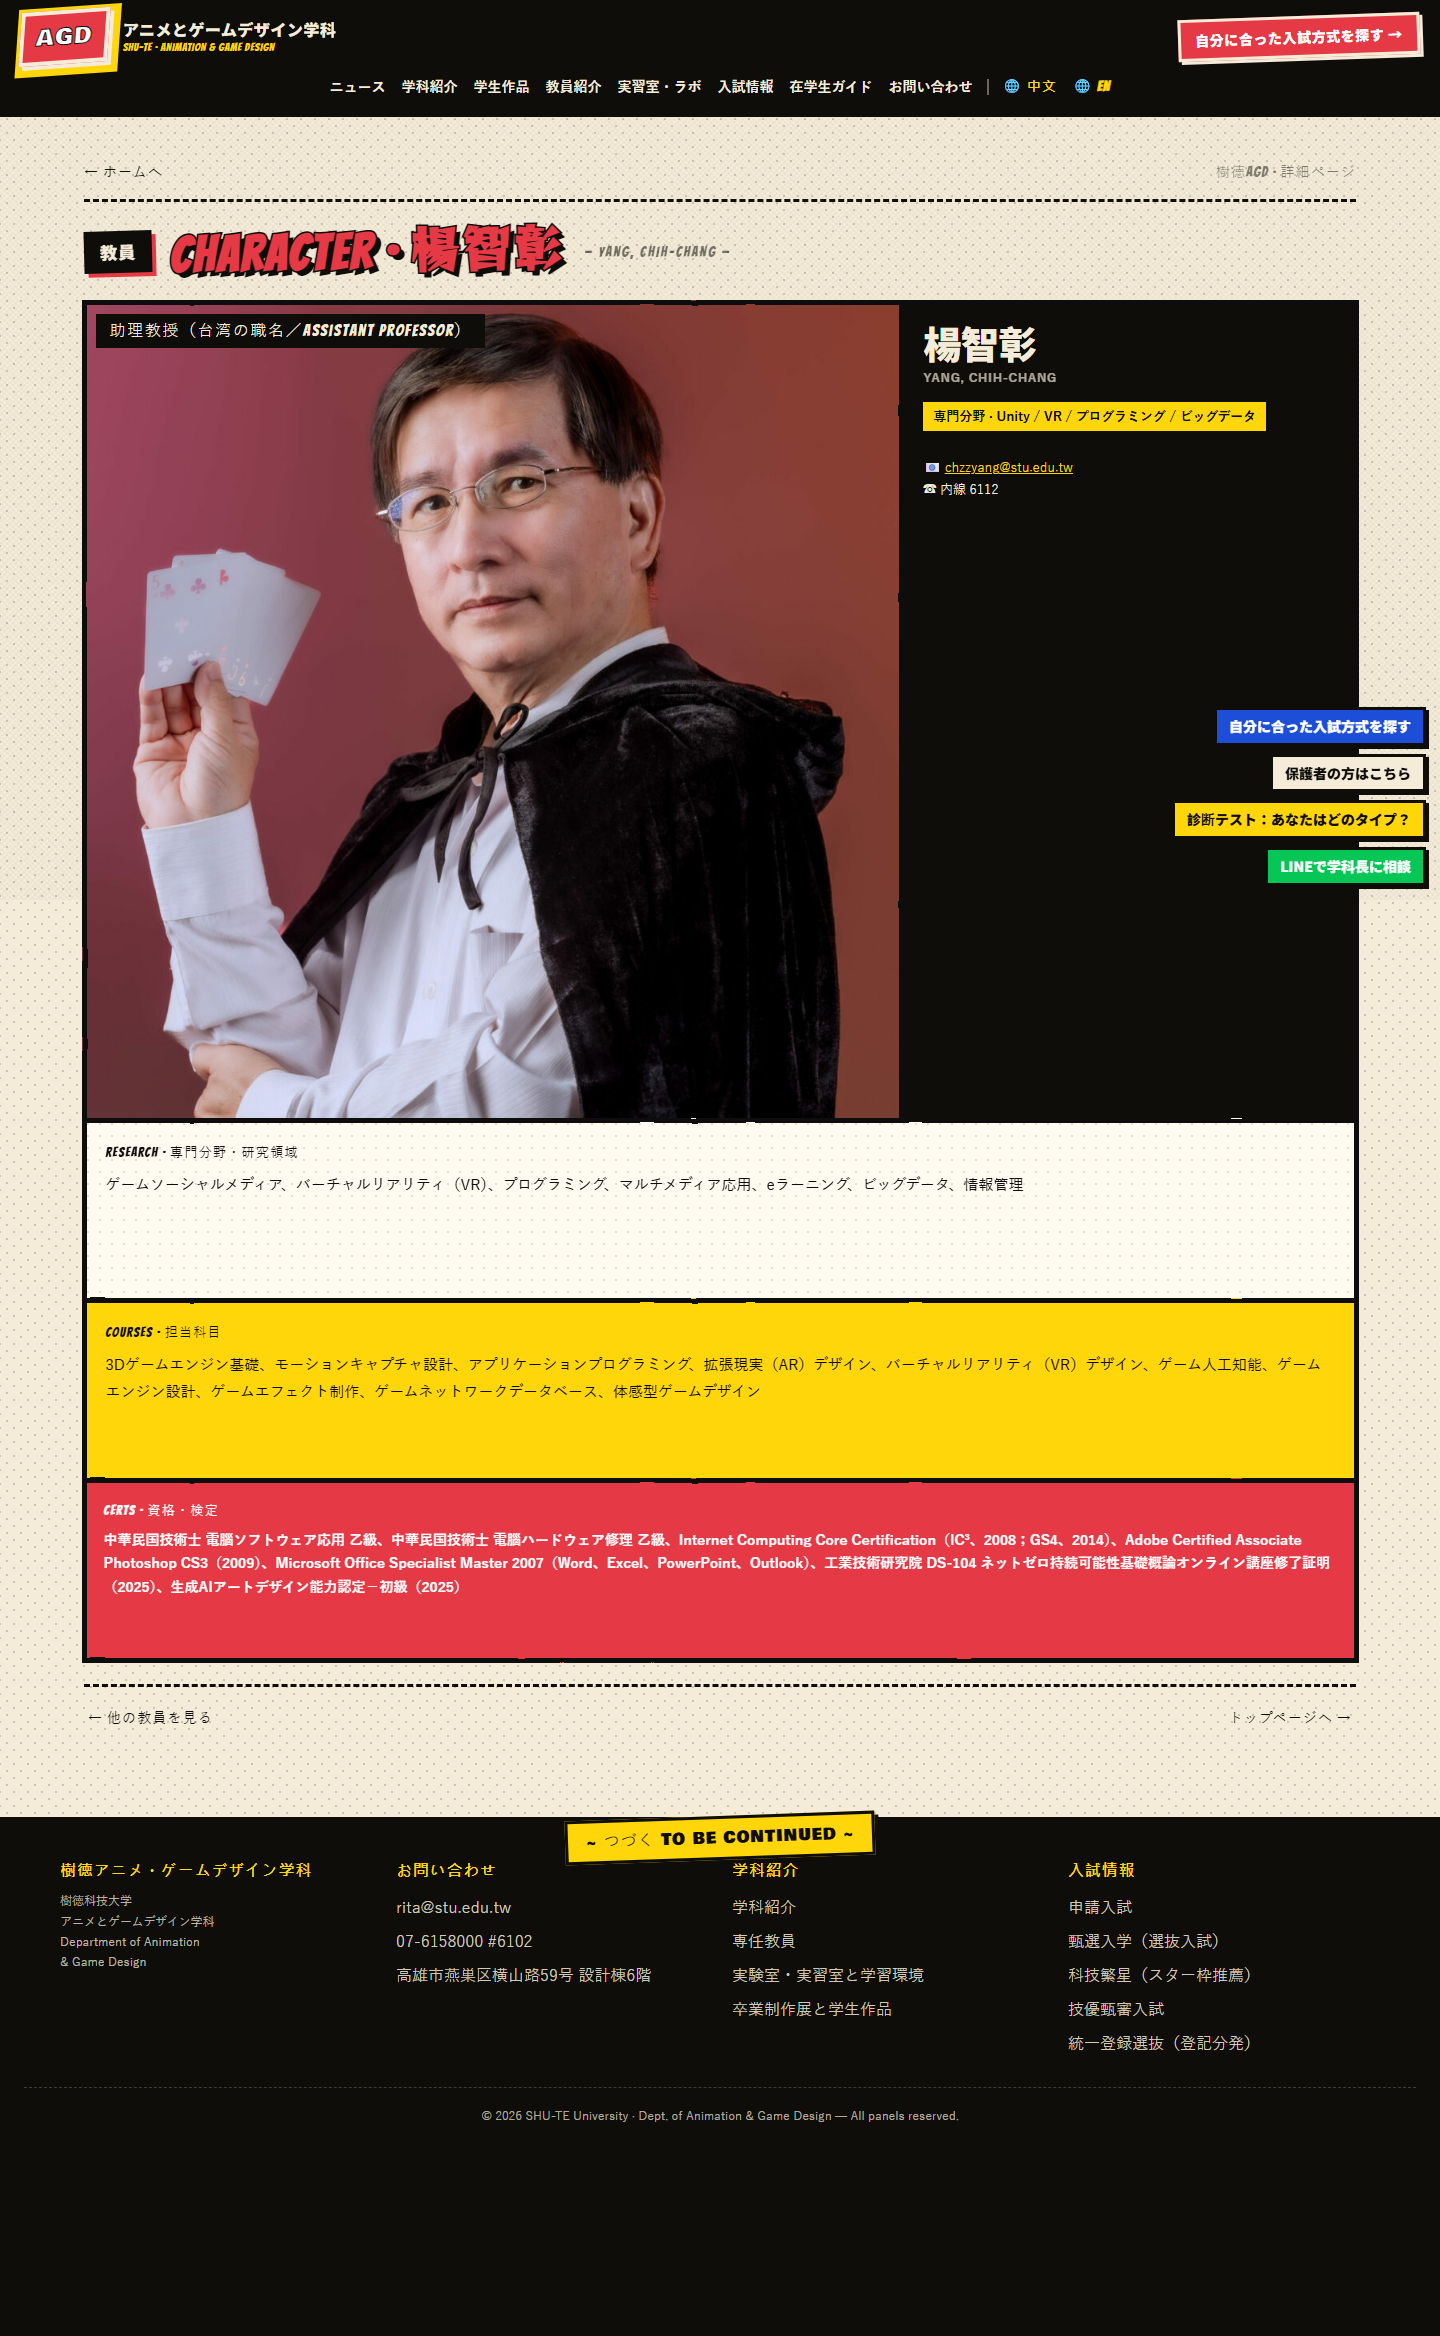 AGD
アニメとゲームデザイン学科
SHU-TE · ANIMATION & GAME DESIGN
自分に合った入試方式を探す →
ニュース 学科紹介 学生作品 教員紹介 実習室・ラボ 入試情報 在学生ガイド お問い合わせ | 中文 EN
← ホームへ
樹德AGD · 詳細ページ
教員
CHARACTER · 楊智彰
— YANG, CHIH-CHANG —
助理教授（台湾の職名／ASSISTANT PROFESSOR）
楊智彰
YANG, CHIH-CHANG
専門分野 · Unity / VR / プログラミング / ビッグデータ
chzzyang@stu.edu.tw
☎ 内線 6112
自分に合った入試方式を探す
保護者の方はこちら
診断テスト：あなたはどのタイプ？
LINEで学科長に相談
RESEARCH · 専門分野・研究領域
ゲームソーシャルメディア、バーチャルリアリティ（VR）、プログラミング、マルチメディア応用、eラーニング、ビッグデータ、情報管理
COURSES · 担当科目
3Dゲームエンジン基礎、モーションキャプチャ設計、アプリケーションプログラミング、拡張現実（AR）デザイン、バーチャルリアリティ（VR）デザイン、ゲーム人工知能、ゲーム
エンジン設計、ゲームエフェクト制作、ゲームネットワークデータベース、体感型ゲームデザイン
CERTS · 資格・検定
中華民国技術士 電脳ソフトウェア応用 乙級、中華民国技術士 電脳ハードウェア修理 乙級、Internet Computing Core Certification（IC³、2008；GS4、2014）、Adobe Certified Associate
Photoshop CS3（2009）、Microsoft Office Specialist Master 2007（Word、Excel、PowerPoint、Outlook）、工業技術研究院 DS-104 ネットゼロ持続可能性基礎概論オンライン講座修了証明
（2025）、生成AIアートデザイン能力認定－初級（2025）
← 他の教員を見る
トップページへ →
~ つづく TO BE CONTINUED ~
樹徳アニメ・ゲームデザイン学科
樹徳科技大学
アニメとゲームデザイン学科
Department of Animation
& Game Design
お問い合わせ
rita@stu.edu.tw
07-6158000 #6102
高雄市燕巣区横山路59号 設計棟6階
学科紹介
学科紹介
専任教員
実験室・実習室と学習環境
卒業制作展と学生作品
入試情報
申請入試
甄選入学（選抜入試）
科技繁星（スター枠推薦）
技優甄審入試
統一登録選抜（登記分発）
© 2026 SHU-TE University · Dept. of Animation & Game Design — All panels reserved.